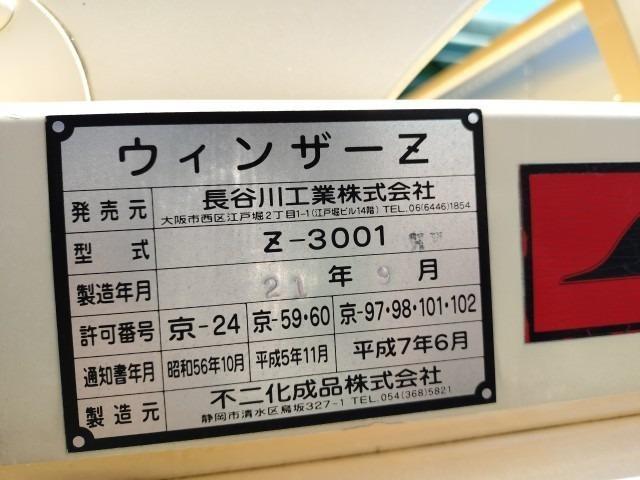 ウィンザーZ
発売元 長谷川工業株式会社
大阪市西区江戸堀2丁目1-1(江戸堀ビル14階) TEL.06(6446)1854
型式 Z-3001
製造年月 21年9月
許可番号 京-24 京-59・60 京-97・98・101・102
通知書年月 昭和56年10月 平成5年11月 平成7年6月
製造元 不二化成品株式会社
静岡市清水区鳥坂327-1 TEL.054(368)5821